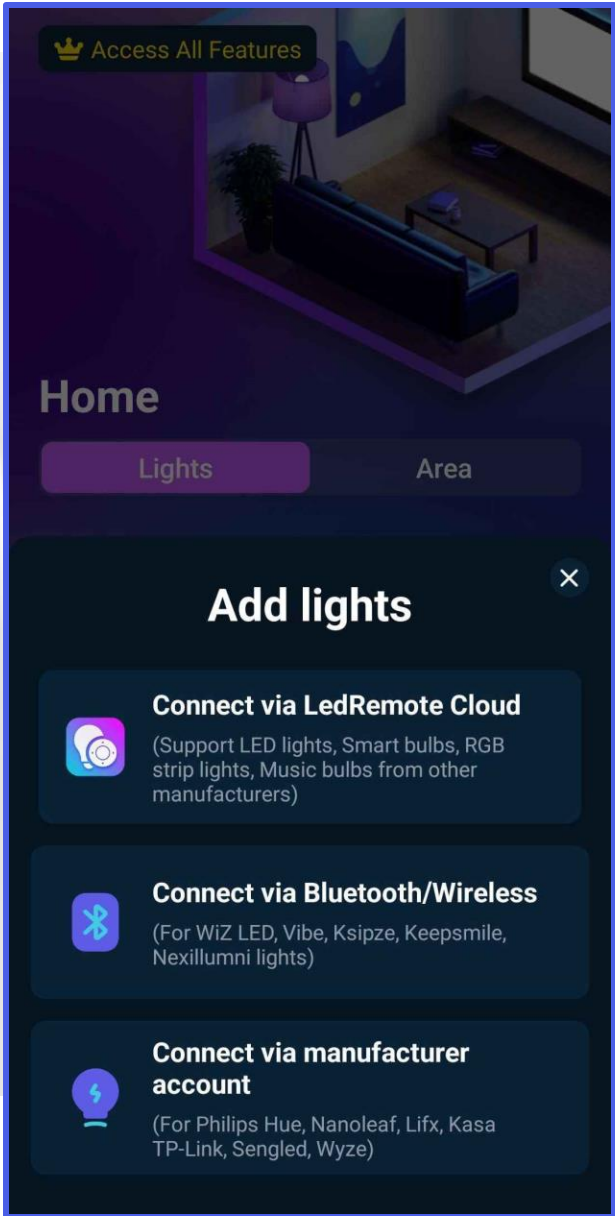 Access All Features
Home
Lights
Area
Add lights
Connect via LedRemote Cloud
(Support LED lights, Smart bulbs, RGB
strip lights, Music bulbs from other
manufacturers)
Connect via Bluetooth/Wireless
(For WiZ LED, Vibe, Ksipze, Keepsmile,
Nexillumni lights)
Connect via manufacturer
account
(For Philips Hue, Nanoleaf, Lifx, Kasa
TP-Link, Sengled, Wyze)